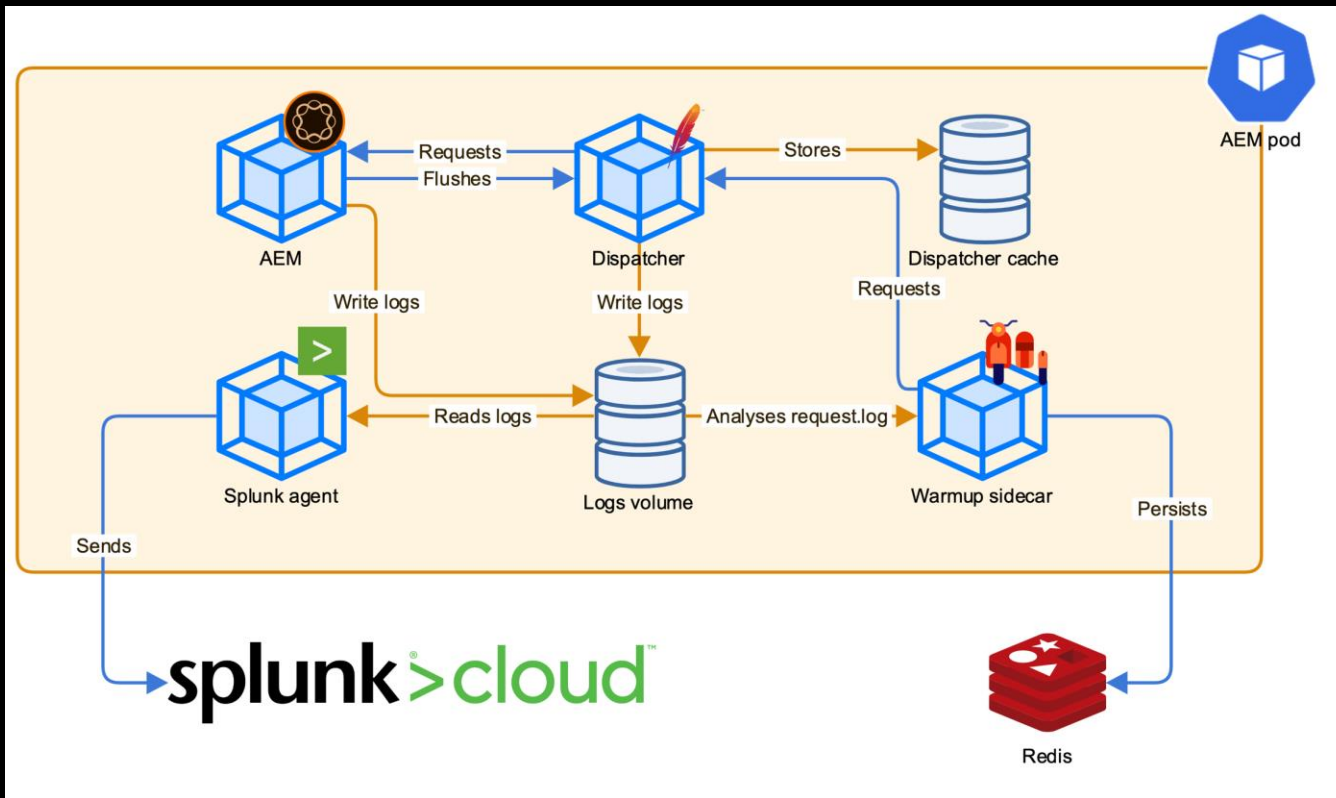 AEM pod
Requests
Flushes
Stores
AEM
Dispatcher
Dispatcher cache
Write logs
Write logs
Requests
>
Reads logs
Analyses request.log
Splunk agent
Logs volume
Warmup sidecar
Persists
Sends
splunk>cloud™
®
Redis